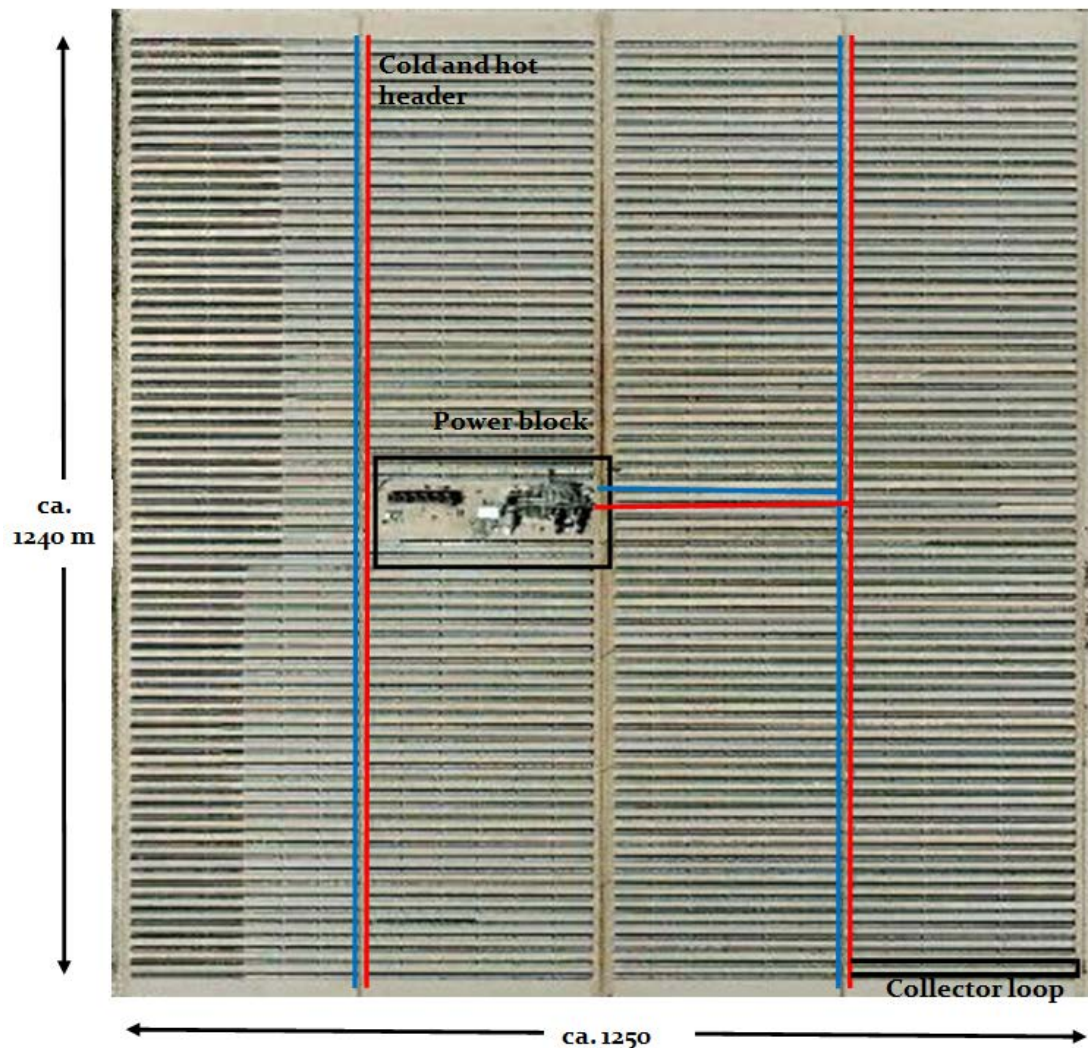 Cold and hot
header
Power block
ca.
1240 m
Collector loop
ca. 1250